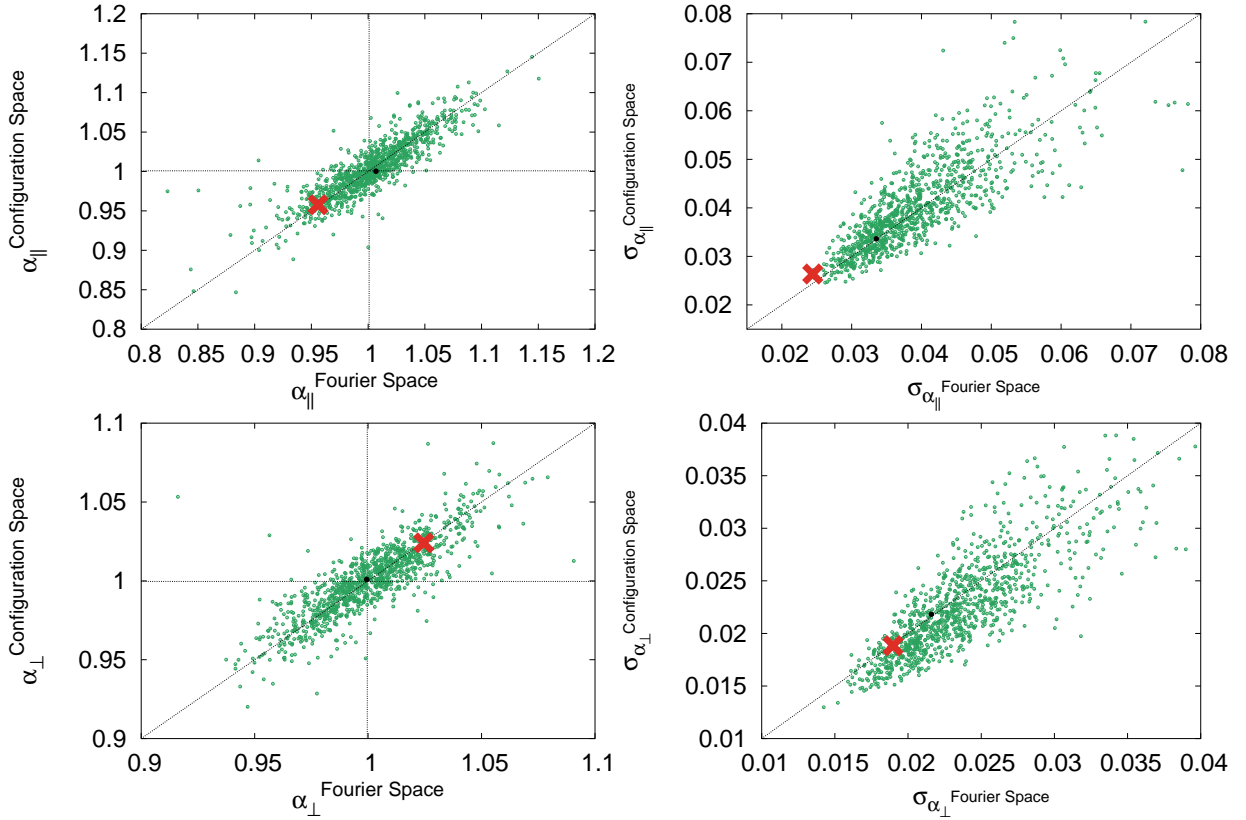 1.2
1.15
1.1
1.05
1
0.95
0.9
0.85
0.8
0.8 0.85 0.9 0.95 1 1.05 1.1 1.15 1.2
α∥ Configuration Space
α∥ Fourier Space
0.08
0.07
0.06
0.05
0.04
0.03
0.02
0.02 0.03 0.04 0.05 0.06 0.07 0.08
σα∥ Configuration Space
σα∥ Fourier Space
1.1
1.05
1
0.95
0.9
0.9 0.95 1 1.05 1.1
α⊥ Configuration Space
α⊥ Fourier Space
0.04
0.035
0.03
0.025
0.02
0.015
0.01
0.01 0.015 0.02 0.025 0.03 0.035 0.04
σα⊥ Configuration Space
σα⊥ Fourier Space